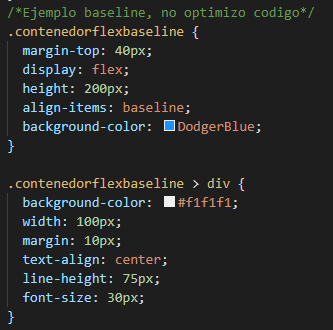 /*Ejemplo baseline, no optimizo codigo*/
.contenedorflexbaseline {
margin-top: 40px;
display: flex;
height: 200px;
align-items: baseline;
background-color: DodgerBlue;
}
.contenedorflexbaseline > div {
background-color: #f1f1f1;
width: 100px;
margin: 10px;
text-align: center;
line-height: 75px;
font-size: 30px;
}